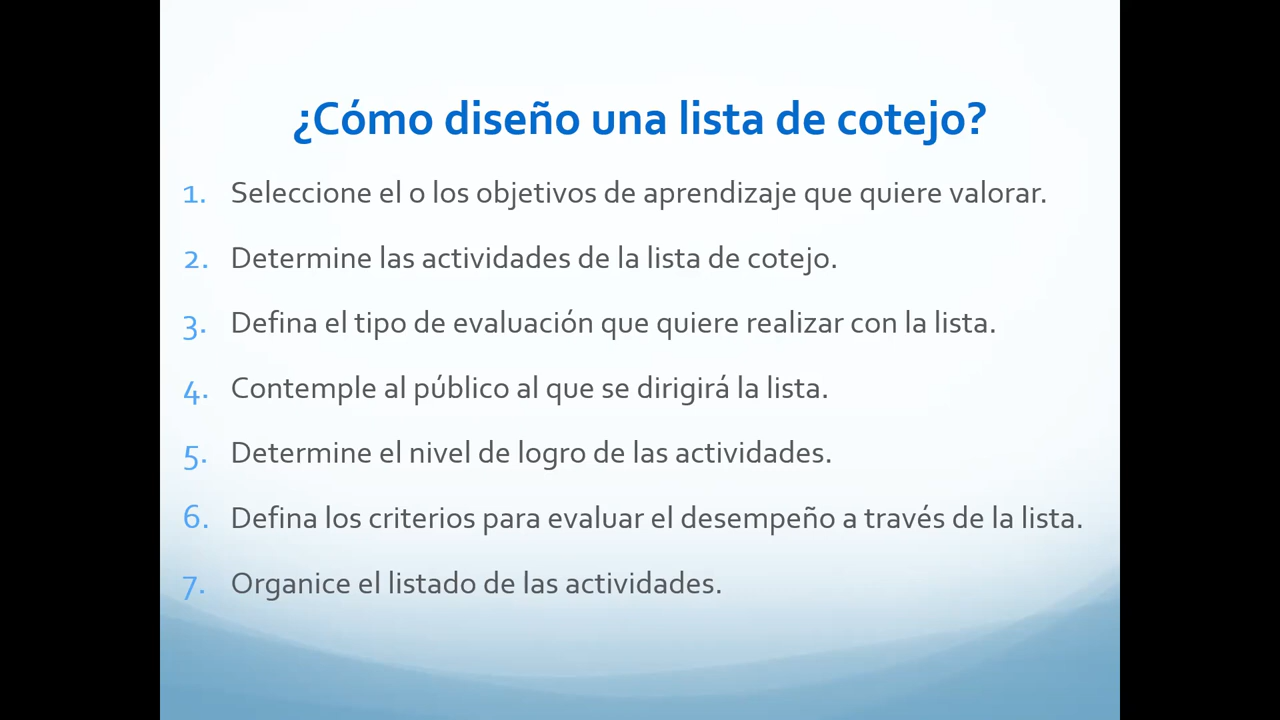 ¿Cómo diseño una lista de cotejo?
1. Seleccione el o los objetivos de aprendizaje que quiere valorar.
2. Determine las actividades de la lista de cotejo.
3. Defina el tipo de evaluación que quiere realizar con la lista.
4. Contemple al público al que se dirigirá la lista.
5. Determine el nivel de logro de las actividades.
6. Defina los criterios para evaluar el desempeño a través de la lista.
7. Organice el listado de las actividades.